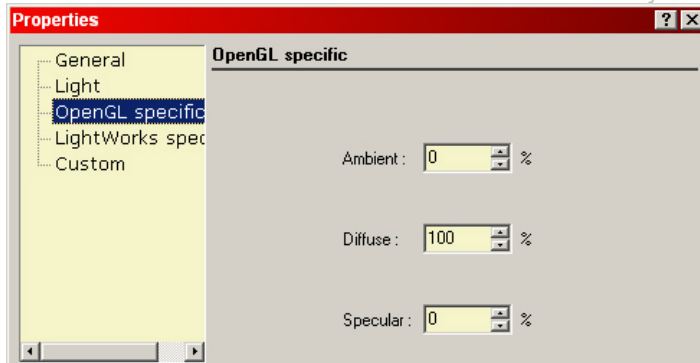 Properties
General
Light
OpenGL specific
LightWorks spec
Custom
OpenGL specific
Ambient : 0 %
Diffuse : 100 %
Specular : 0 %